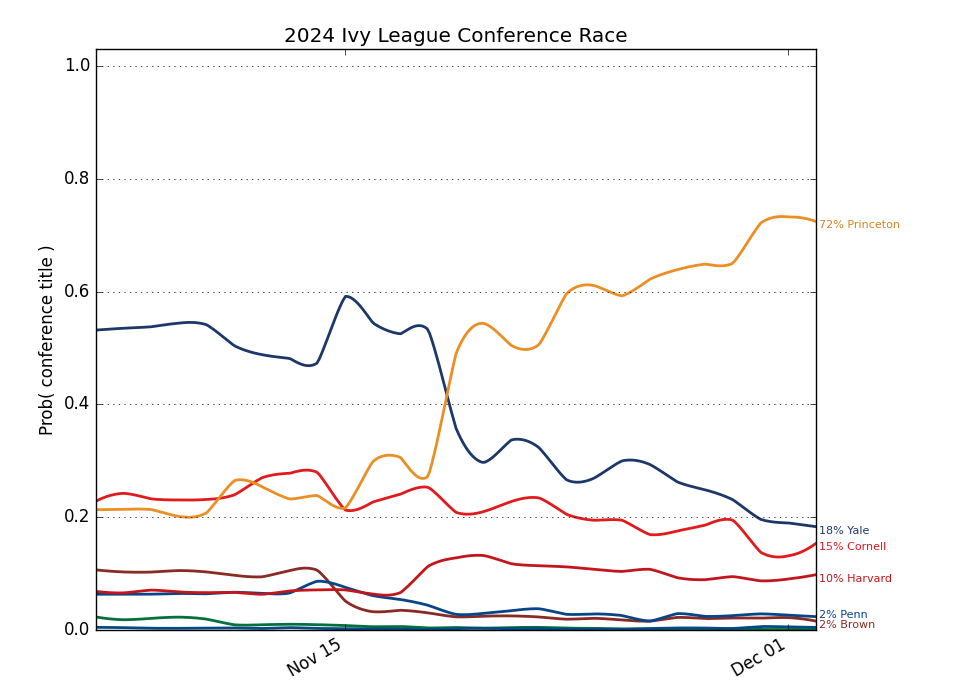 2024 Ivy League Conference Race
Prob( conference title )
1.0
0.8
0.6
0.4
0.2
0.0
Nov 15
Dec 01
72% Princeton
18% Yale
15% Cornell
10% Harvard
2% Penn
2% Brown